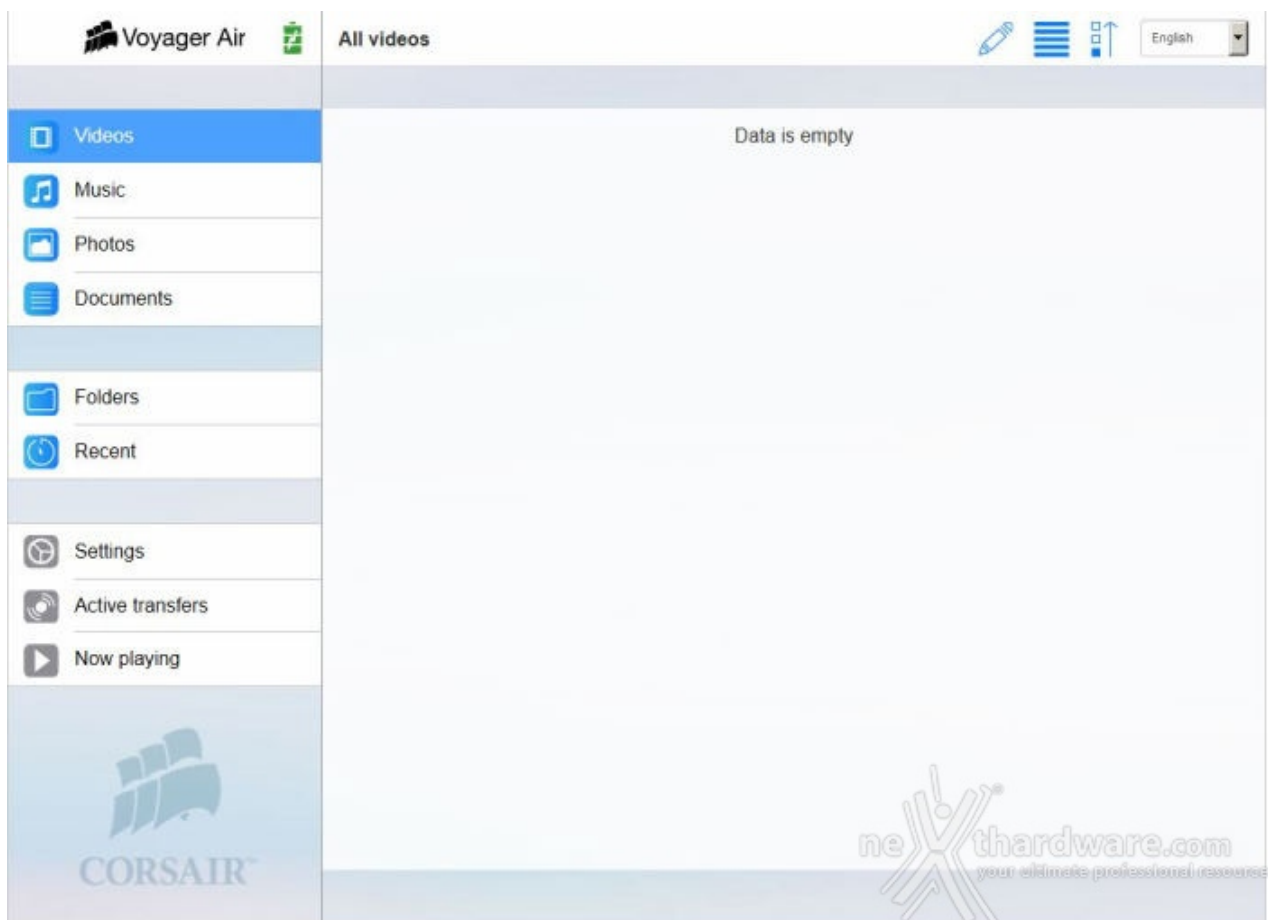 Voyager Air
All videos
English
Videos
Music
Photos
Documents
Folders
Recent
Settings
Active transfers
Now playing
Data is empty
CORSAIR
nexthardware.com
your ultimate professional resource